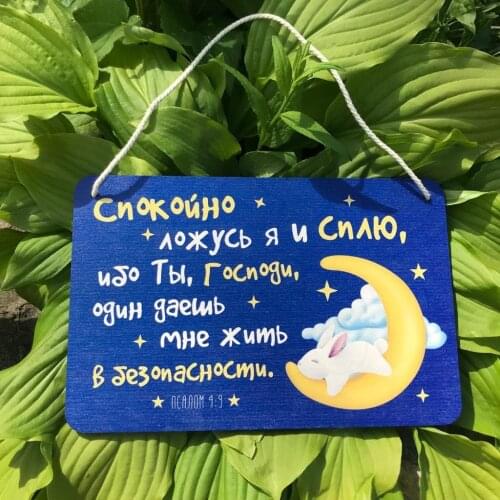 Спокойно
ложусь я и сплю,
ибо Ты, Господи,
один даешь
мне жить
в безопасности.
ПСАЛОМ 4:9